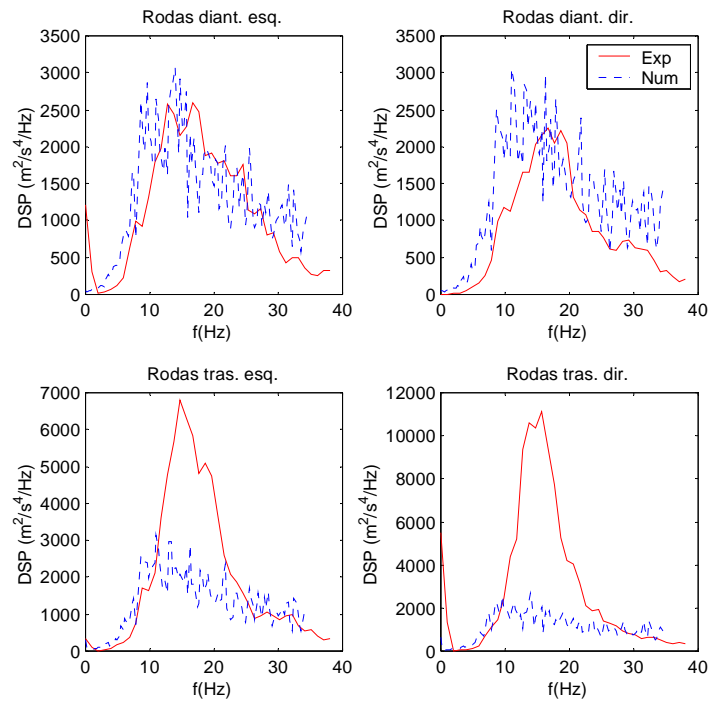 Rodas diant. esq.
DSP (m²/s⁴/Hz)
3500
3000
2500
2000
1500
1000
500
0
0 10 20 30 40
f(Hz)
Rodas diant. dir.
Exp
Num
DSP (m²/s⁴/Hz)
3500
3000
2500
2000
1500
1000
500
0
0 10 20 30 40
f(Hz)
Rodas tras. esq.
DSP (m²/s⁴/Hz)
7000
6000
5000
4000
3000
2000
1000
0
0 10 20 30 40
f(Hz)
Rodas tras. dir.
DSP (m²/s⁴/Hz)
12000
10000
8000
6000
4000
2000
0
0 10 20 30 40
f(Hz)